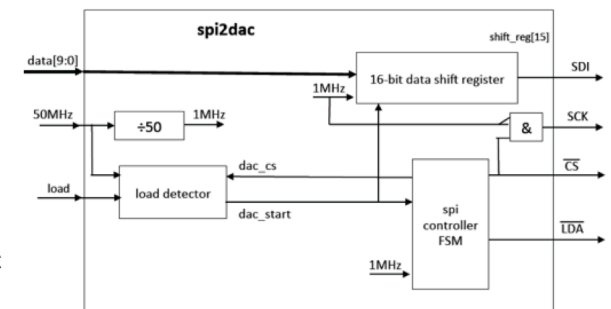 spi2dac
shift_reg[15]
data[9:0]
16-bit data shift register
SDI
1MHz
50MHz
÷50
1MHz
&
SCK
dac_cs
CS
load
load detector
dac_start
spi
controller
FSM
LDA
1MHz